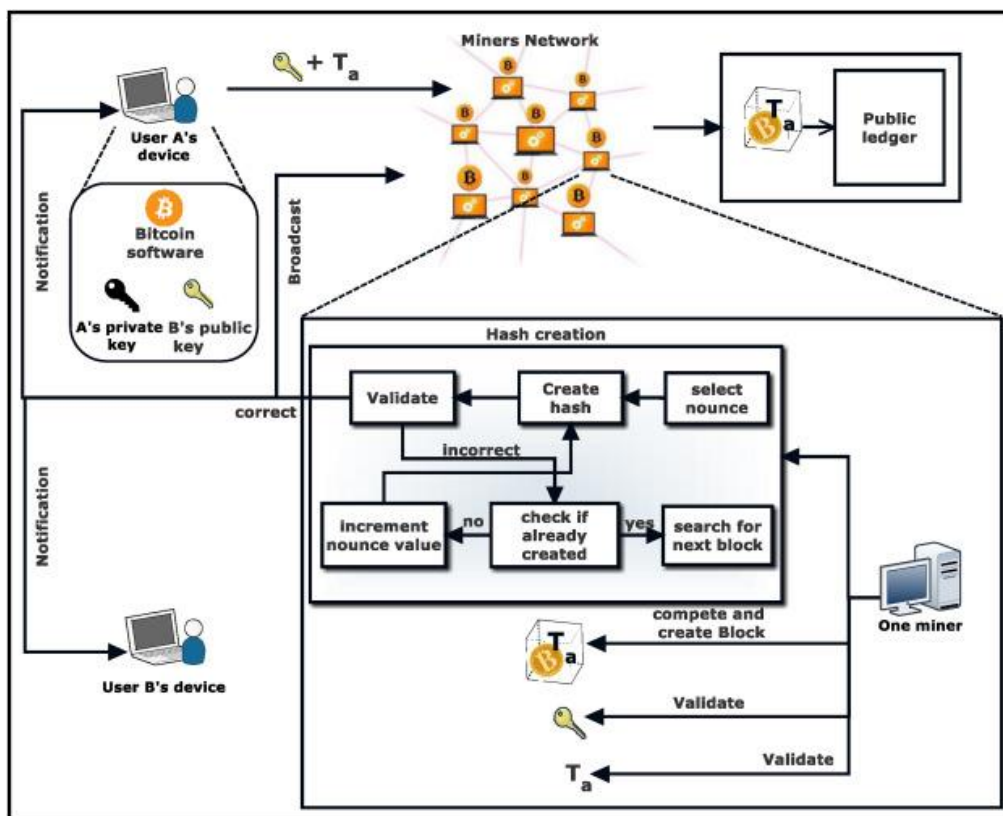 Miners Network
+ Ta
User A's
device
Bitcoin
software
A's private
key
B's public
key
Notification
Broadcast
Ta
Public
ledger
Hash creation
Validate
Create
hash
select
nounce
correct
incorrect
increment
nounce value
no
check if
already
created
yes
search for
next block
Notification
User B's device
compete and
create Block
One miner
Ta
Validate
Validate
Ta